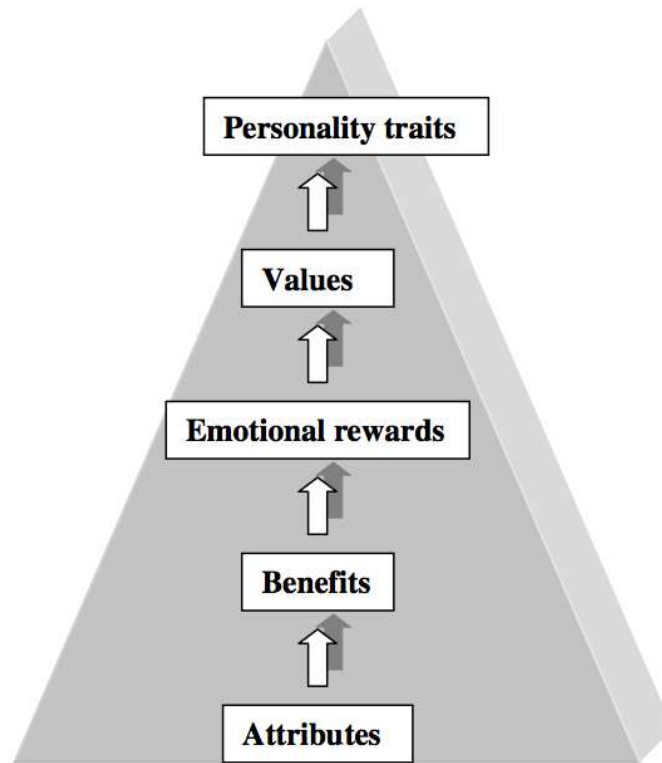 Personality traits
Values
Emotional rewards
Benefits
Attributes